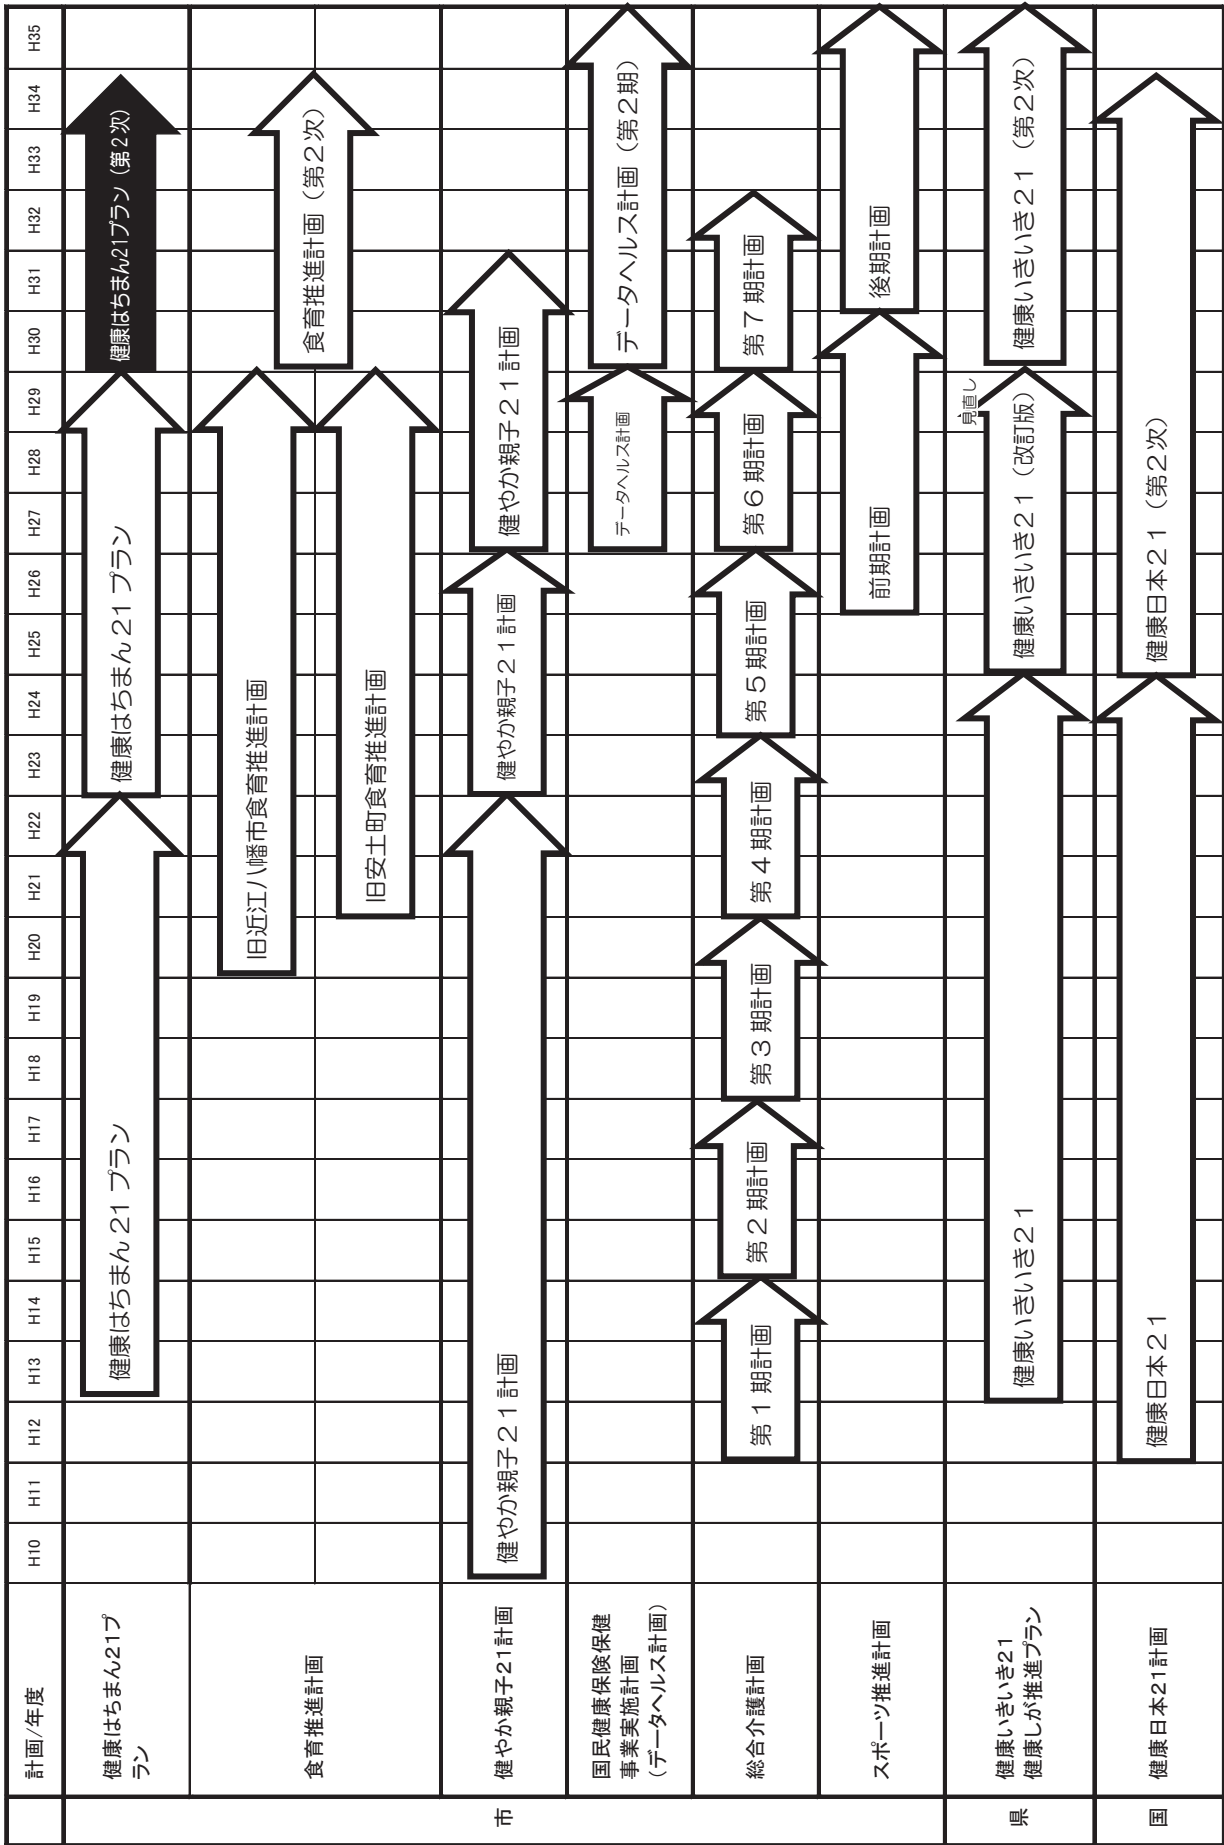 計画/年度
H10
H11
H12
H13
H14
H15
H16
H17
H18
H19
H20
H21
H22
H23
H24
H25
H26
H27
H28
H29
H30
H31
H32
H33
H34
H35
市
健康はちまん21プ
ラン
健康はちまん21 プラン
健康はちまん21 プラン
健康はちまん21プラン（第２次）
食育推進計画
旧近江八幡市食育推進計画
旧安土町食育推進計画
食育推進計画（第２次）
健やか親子21計画
健やか親子２１計画
健やか親子２１計画
健やか親子２１計画
国民健康保険保健
事業実施計画
（データヘルス計画）
データヘルス計画
データヘルス計画（第２期）
総合介護計画
第１期計画
第２期計画
第３期計画
第４期計画
第５期計画
第６期計画
第７期計画
スポーツ推進計画
前期計画
後期計画
県
健康いきいき21
健康しが推進プラン
健康いきいき２１
健康いきいき21（改訂版）
見直し
健康いきいき２１（第２次）
国
健康日本21計画
健康日本２１
健康日本２１（第２次）